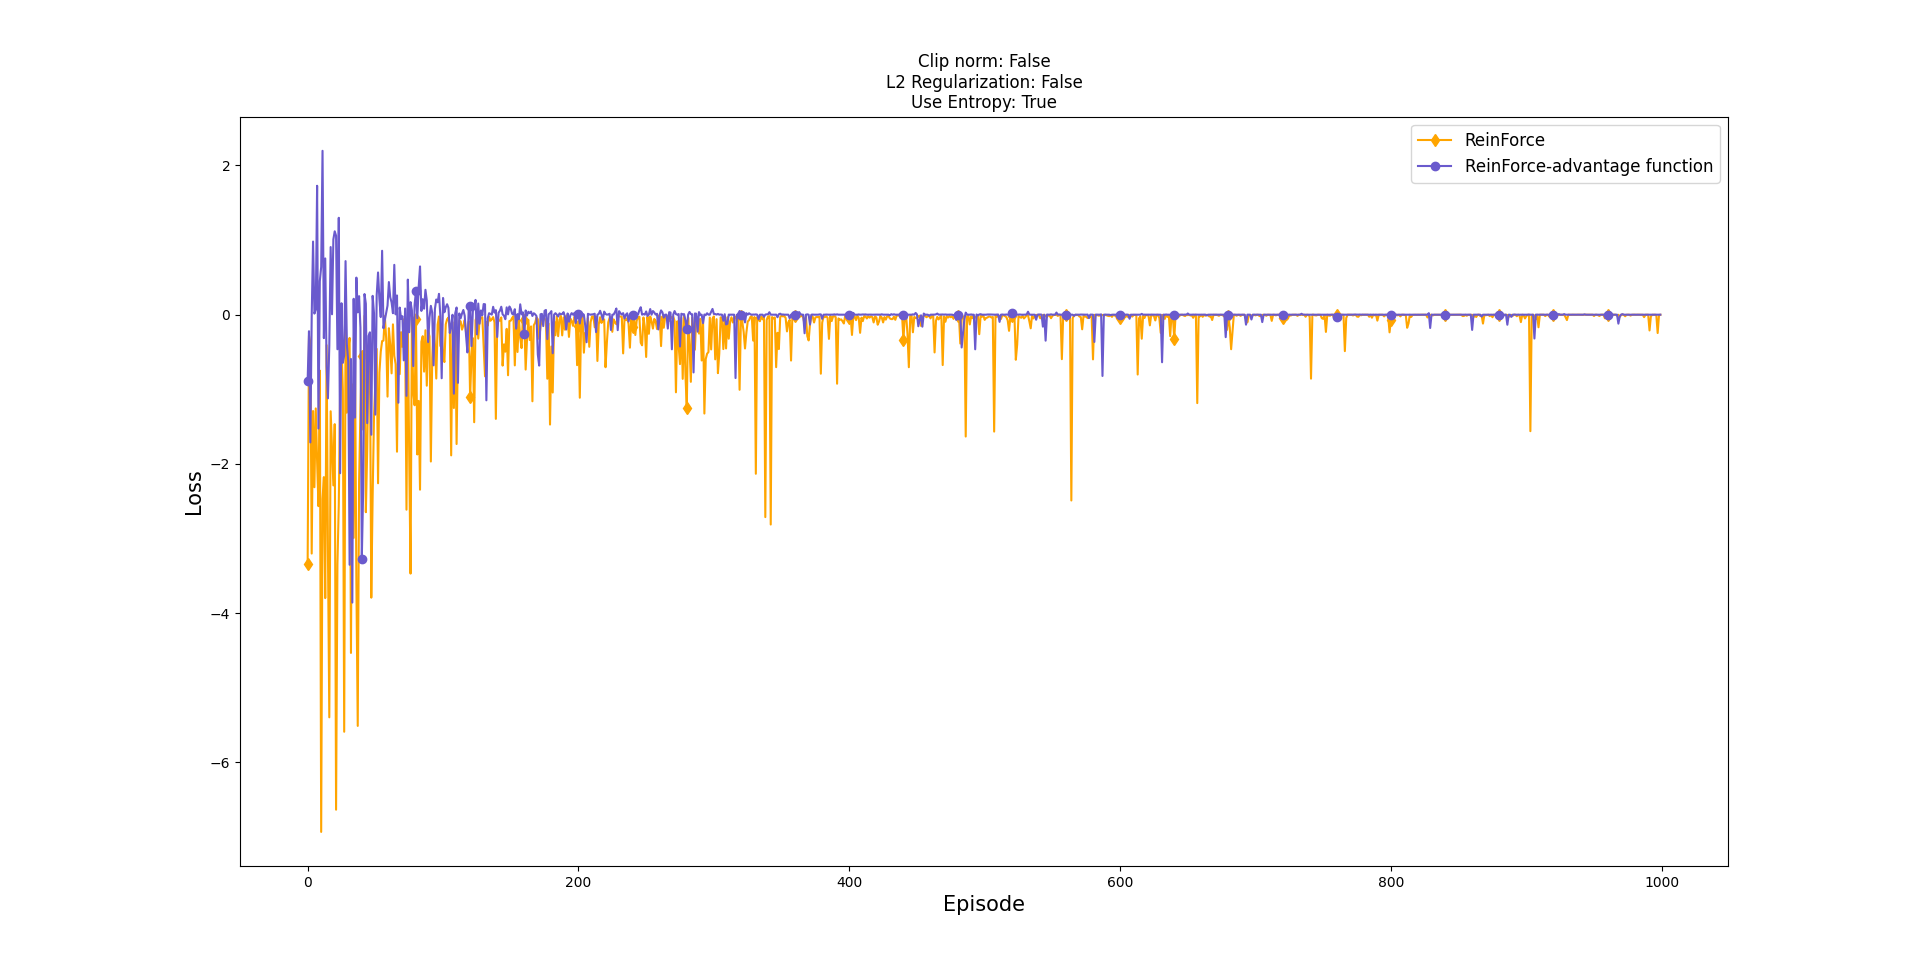 Clip norm: False
L2 Regularization: False
Use Entropy: True
ReinForce
ReinForce-advantage function
2
0
−2
−4
−6
Loss
0 200 400 600 800 1000
Episode